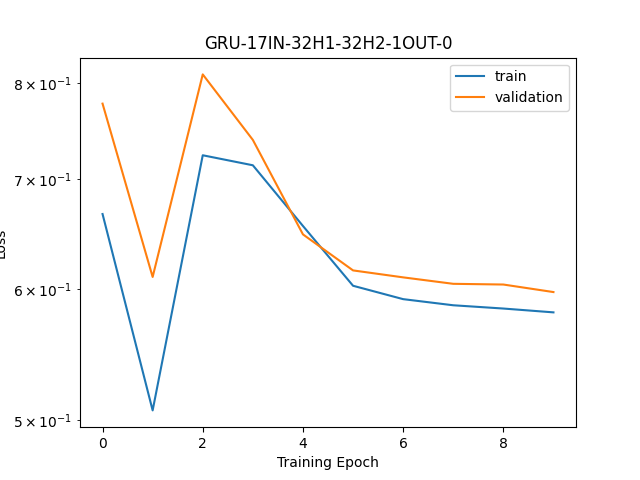 GRU-17IN-32H1-32H2-1OUT-0
train
validation
8 × 10⁻¹
7 × 10⁻¹
6 × 10⁻¹
5 × 10⁻¹
Loss
0 2 4 6 8
Training Epoch